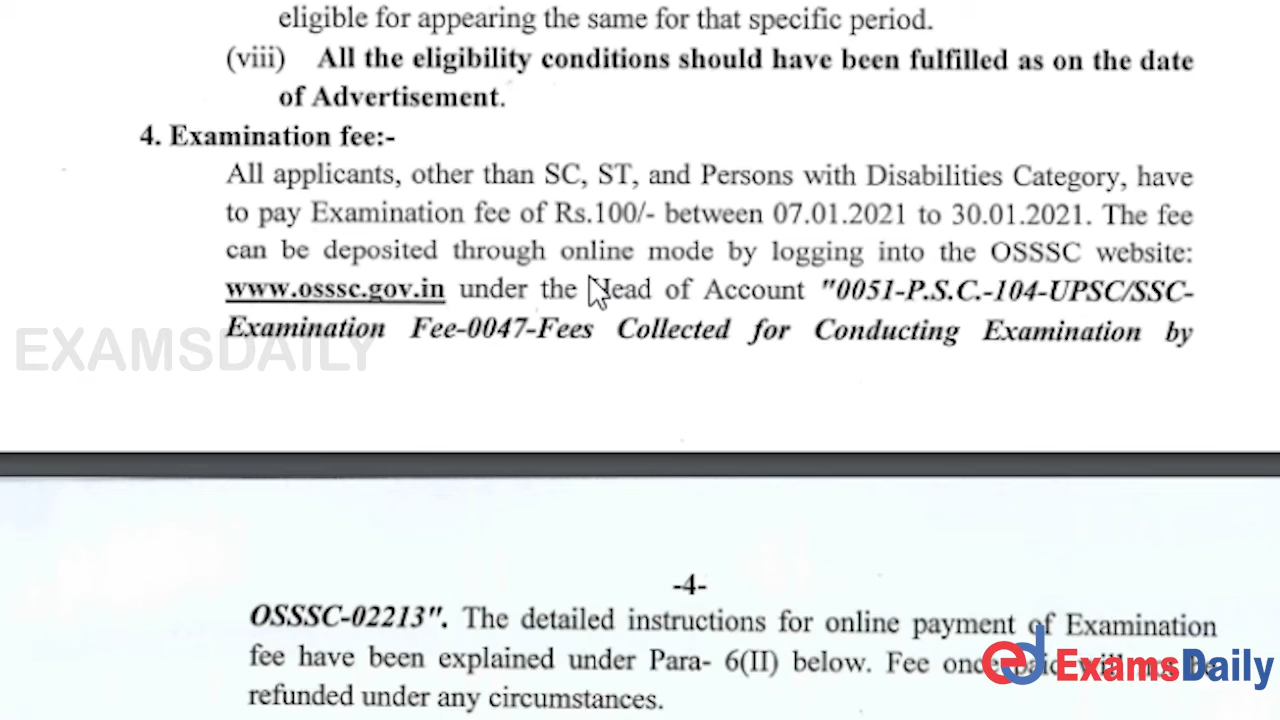 eligible for appearing the same for that specific period.
(viii) All the eligibility conditions should have been fulfilled as on the date
of Advertisement.
4. Examination fee:-
All applicants, other than SC, ST, and Persons with Disabilities Category, have
to pay Examination fee of Rs.100/- between 07.01.2021 to 30.01.2021. The fee
can be deposited through online mode by logging into the OSSSC website:
www.osssc.gov.in under the Head of Account "0051-P.S.C.-104-UPSC/SSC-
Examination Fee-0047-Fees Collected for Conducting Examination by
EXAMSDAILY
-4-
OSSSC-02213". The detailed instructions for online payment of Examination
fee have been explained under Para- 6(II) below. Fee once paid will not be
refunded under any circumstances.
ed ExamsDaily